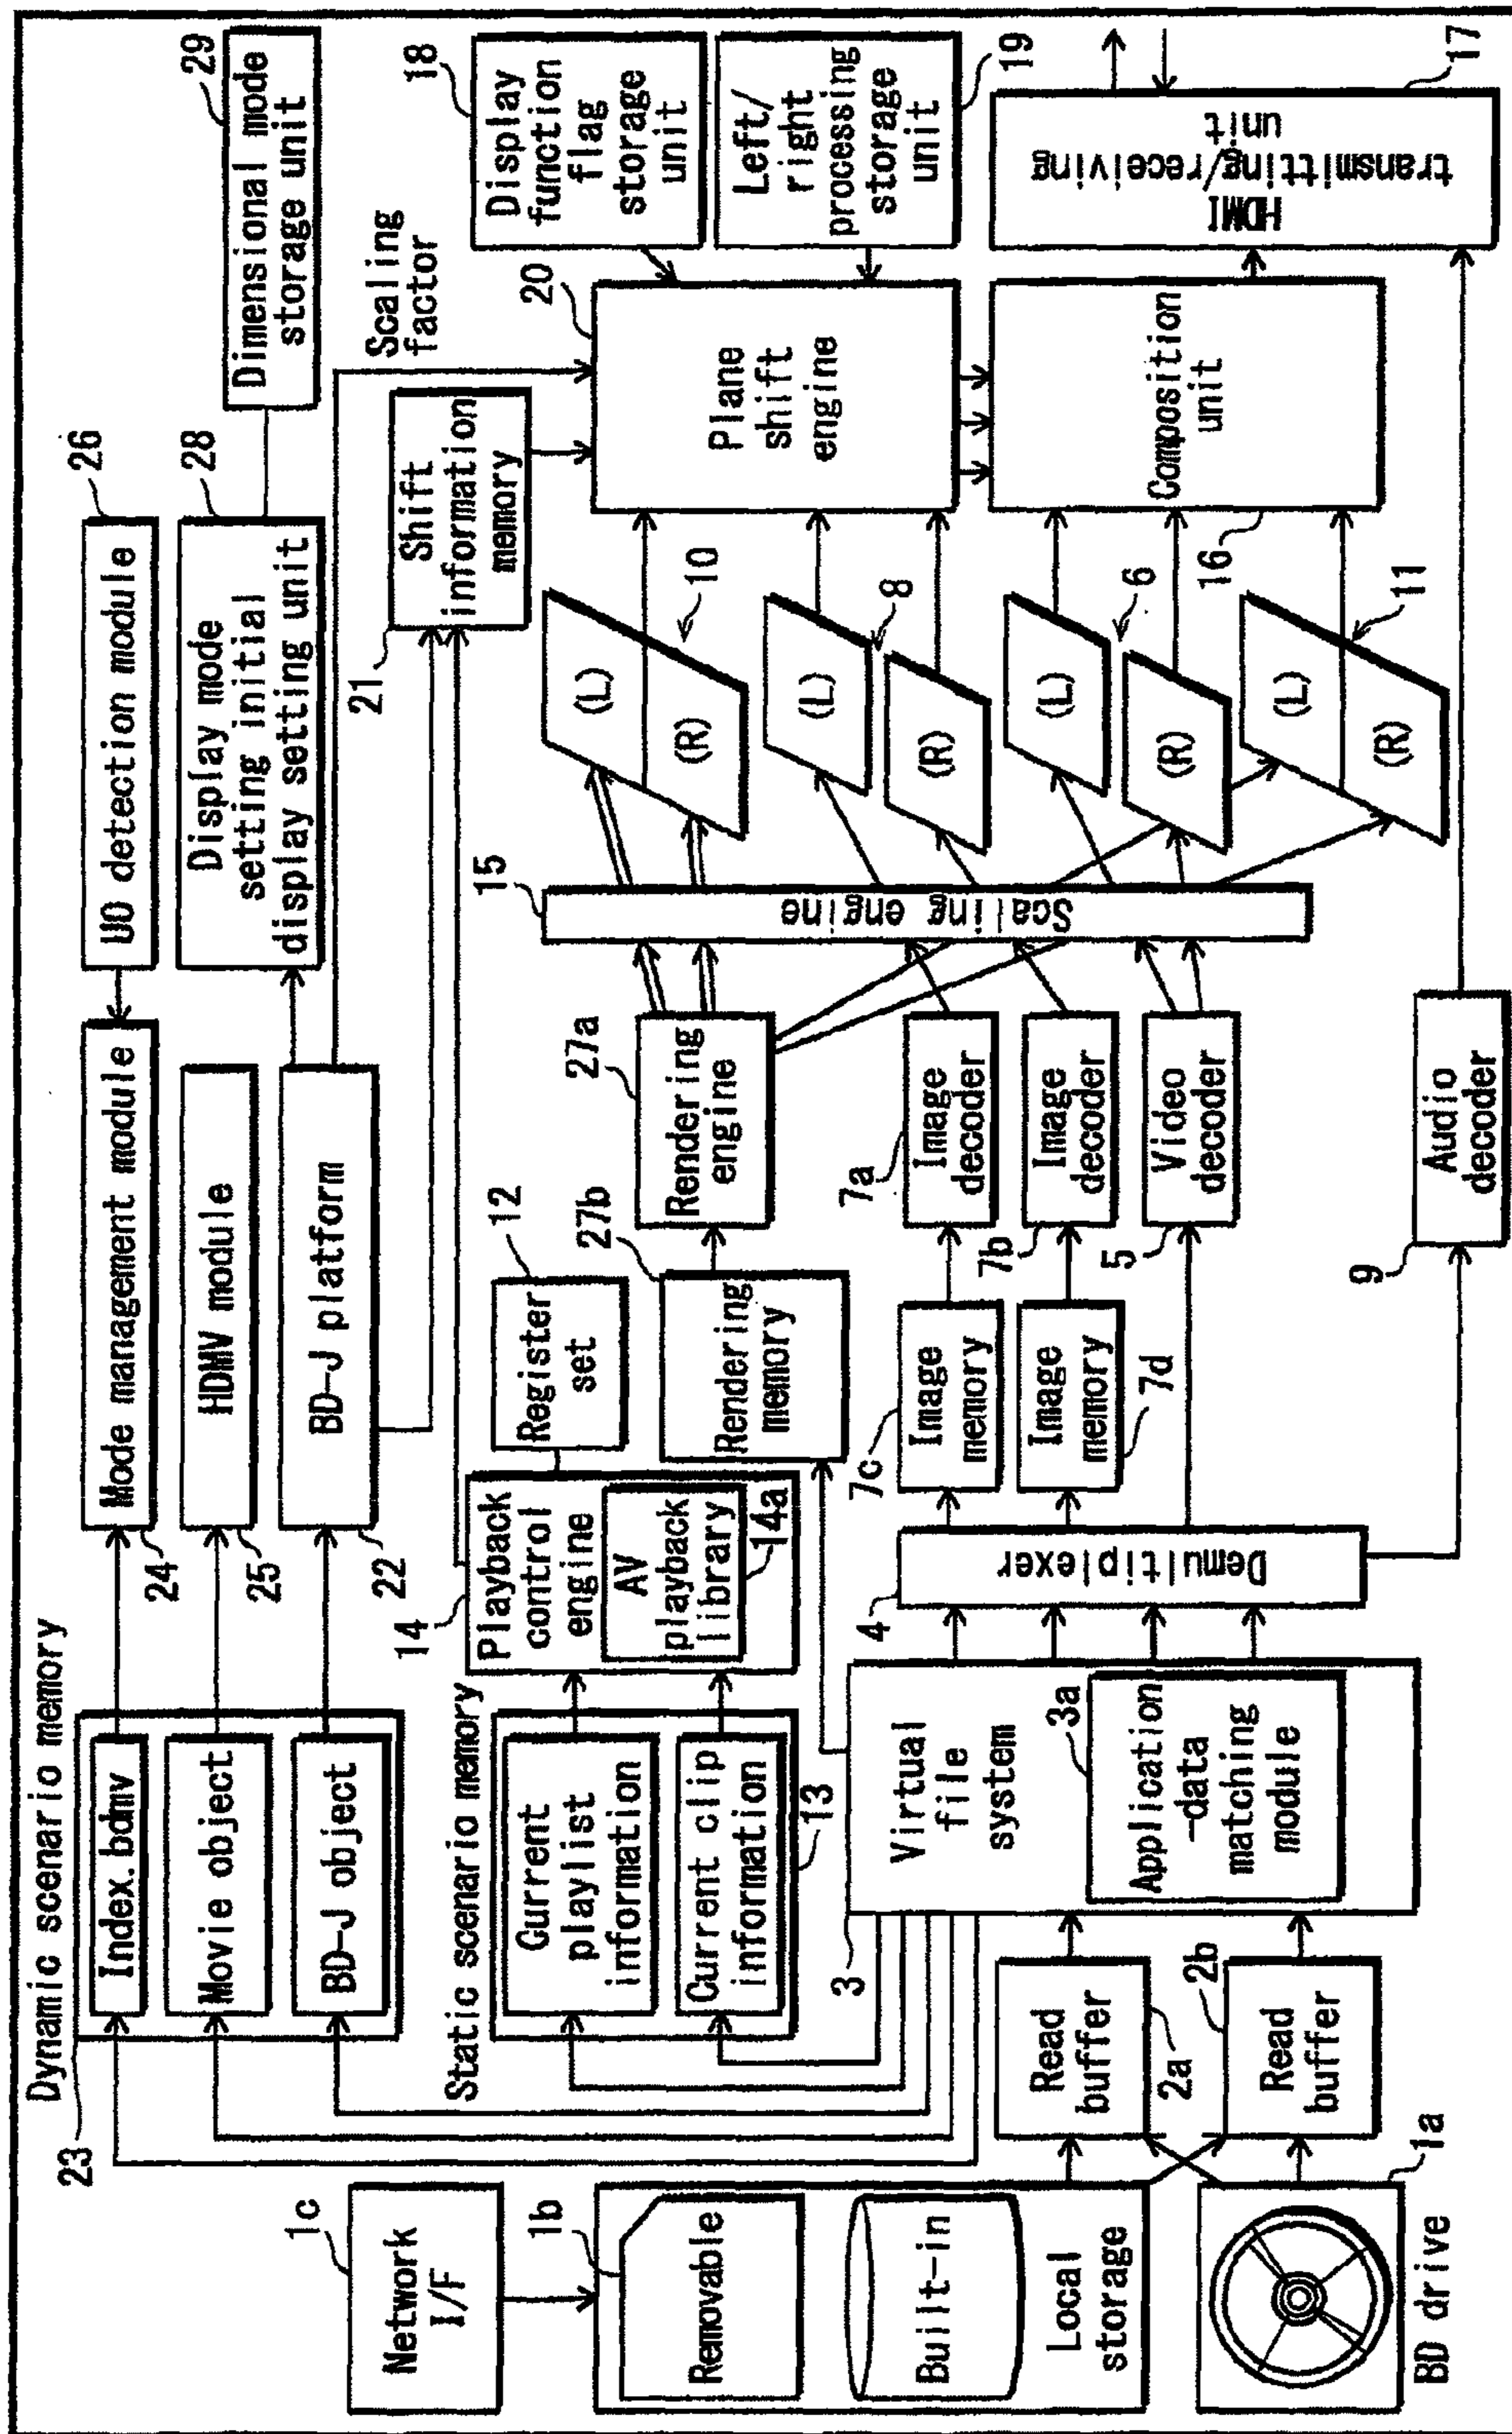 Dynamic scenario memory
23
Index.bdmv
Movie object
BD-J object
Mode management module
24
HDMV module
25
BD-J platform
22
UO detection module
26
Display mode
setting initial
display setting unit
28
Dimensional mode
storage unit
29
Static scenario memory
Current
playlist
information
Current clip
information
13
14
Playback
control
engine
AV
playback
library
14a
Register
set
12
21
Shift
information
memory
Scaling
factor
18
Display
function
flag
storage
unit
Left/
right
processing
storage
unit
19
20
Plane
shift
engine
Composition
unit
16
HDMI
transmitting/receiving
unit
17
27b
Rendering
memory
27a
Rendering
engine
15
Scaling engine
(L)
(R)
10
(L)
(R)
8
(L)
(R)
6
(L)
(R)
11
7c
Image
memory
Image
memory
7d
7a
Image
decoder
7b
Image
decoder
5
Video
decoder
9
Audio
decoder
4
Demultiplexer
3
Virtual
file
system
3a
Application
-data
matching
module
Read
buffer
2a
2b
Read
buffer
1c
Network
I/F
1b
Removable
Built-in
Local
storage
1a
BD drive